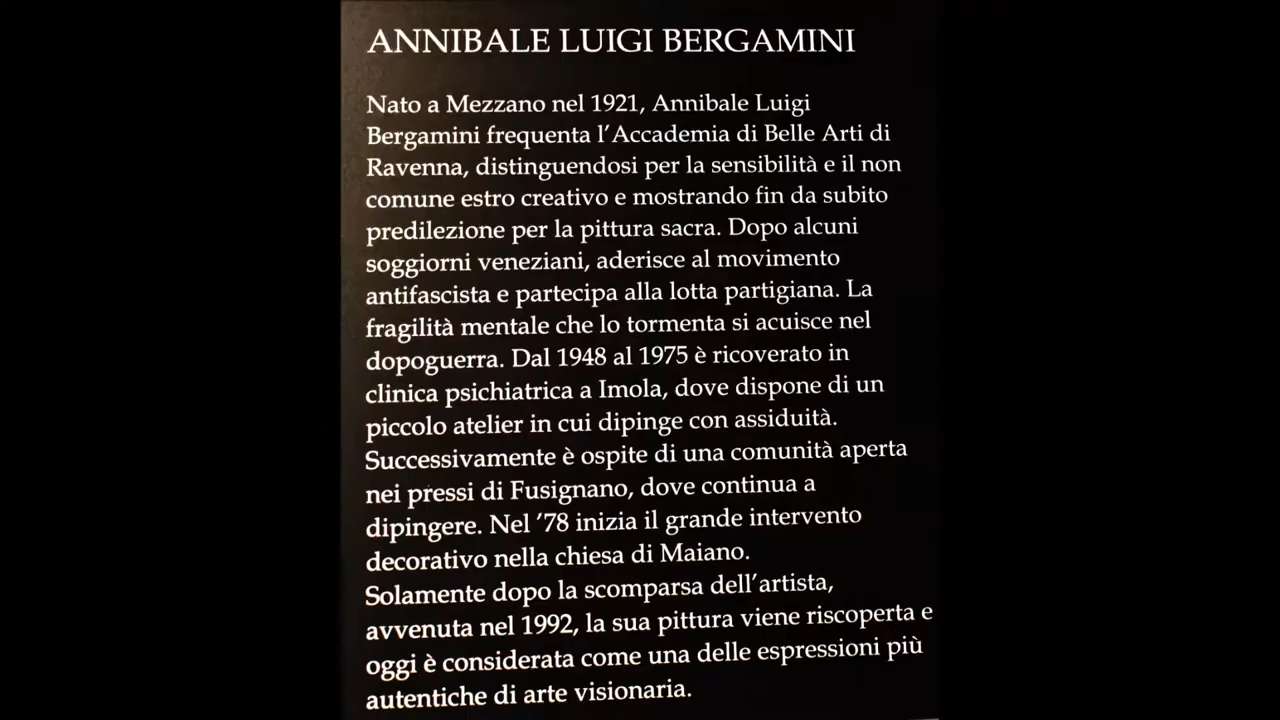 ANNIBALE LUIGI BERGAMINI
Nato a Mezzano nel 1921, Annibale Luigi
Bergamini frequenta l'Accademia di Belle Arti di
Ravenna, distinguendosi per la sensibilità e il non
comune estro creativo e mostrando fin da subito
predilezione per la pittura sacra. Dopo alcuni
soggiorni veneziani, aderisce al movimento
antifascista e partecipa alla lotta partigiana. La
fragilità mentale che lo tormenta si acuisce nel
dopoguerra. Dal 1948 al 1975 è ricoverato in
clinica psichiatrica a Imola, dove dispone di un
piccolo atelier in cui dipinge con assiduità.
Successivamente è ospite di una comunità aperta
nei pressi di Fusignano, dove continua a
dipingere. Nel '78 inizia il grande intervento
decorativo nella chiesa di Maiano.
Solamente dopo la scomparsa dell'artista,
avvenuta nel 1992, la sua pittura viene riscoperta e
oggi è considerata come una delle espressioni più
autentiche di arte visionaria.